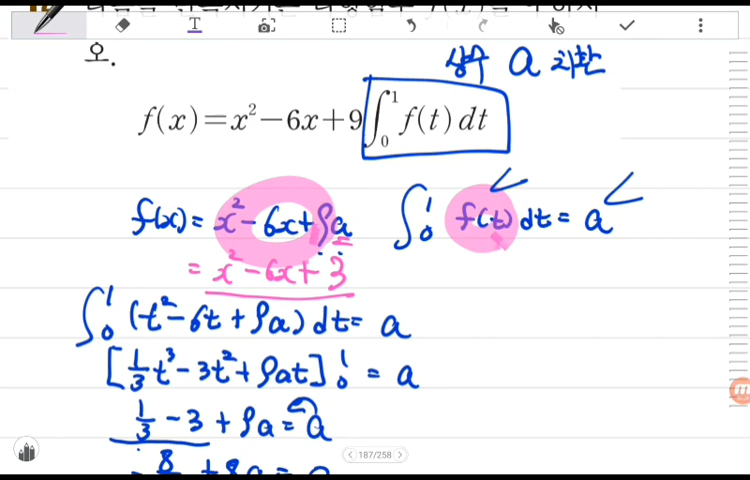 오.
상수 a 치환
f(x)=x²-6x+9∫₀¹ f(t) dt
f(x)= x²-6x+9a
∫₀¹ f(t) dt = a
= x²-6x+3
∫₀¹ (t²-6t+9a) dt = a
[1/3 t³-3t²+9at]₀¹ = a
1/3 -3+9a=a
187/258